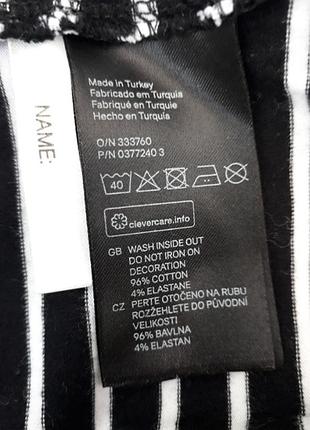 NAME:
Made in Turkey
Fabricado em Turquia
Fabriqué en Turquie
Hecho en Turquía
O/N 333760
P/N 0377240 3
40
clevercare.info
GB WASH INSIDE OUT
DO NOT IRON ON
DECORATION
96% COTTON
4% ELASTANE
CZ PERTE OTOČENO NA RUBU
ROZŽEHLETE DO PŮVODNÍ
VELIKOSTI
96% BAVLNA
4% ELASTAN